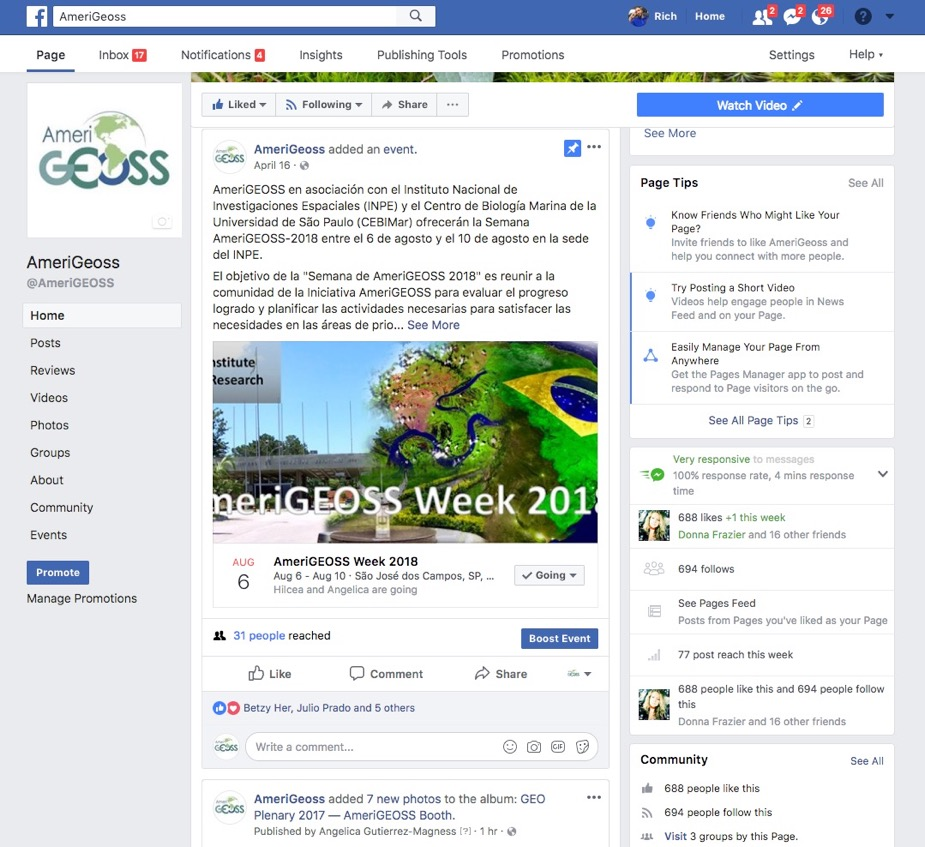 AmeriGeoss
Rich
Home
2
2
26
Page
Inbox 17
Notifications 4
Insights
Publishing Tools
Promotions
Settings
Help
Ameri
GEOSS
AmeriGeoss
@AmeriGEOSS
Home
Posts
Reviews
Videos
Photos
Groups
About
Community
Events
Promote
Manage Promotions
Liked
Following
Share
Watch Video
AmeriGeoss added an event.
April 16
AmeriGEOSS en asociación con el Instituto Nacional de
Investigaciones Espaciales (INPE) y el Centro de Biología Marina de la
Universidad de São Paulo (CEBIMar) ofrecerán la Semana
AmeriGEOSS-2018 entre el 6 de agosto y el 10 de agosto en la sede
del INPE.
El objetivo de la "Semana de AmeriGEOSS 2018" es reunir a la
comunidad de la Iniciativa AmeriGEOSS para evaluar el progreso
logrado y planificar las actividades necesarias para satisfacer las
necesidades en las áreas de prio... See More
nstitute
Research
meriGEOSS Week 201
AUG
6
AmeriGEOSS Week 2018
Aug 6 - Aug 10 · São José dos Campos, SP, ...
Hilcea and Angelica are going
Going
31 people reached
Boost Event
Like
Comment
Share
Betzy Her, Julio Prado and 5 others
Write a comment...
GIF
AmeriGeoss added 7 new photos to the album: GEO
Plenary 2017 — AmeriGEOSS Booth.
Published by Angelica Gutierrez-Magness [?] · 1 hr ·
See More
Page Tips
See All
Know Friends Who Might Like Your
Page?
Invite friends to like AmeriGeoss and
help you connect with more people.
Try Posting a Short Video
Videos help engage people in News
Feed and on your Page.
Easily Manage Your Page From
Anywhere
Get the Pages Manager app to post and
respond to Page visitors on the go.
See All Page Tips 2
Very responsive to messages
100% response rate, 4 mins response
time
688 likes +1 this week
Donna Frazier and 16 other friends
694 follows
See Pages Feed
Posts from Pages you've liked as your Page
77 post reach this week
688 people like this and 694 people follow
this
Donna Frazier and 16 other friends
Community
See All
688 people like this
694 people follow this
Visit 3 groups by this Page.